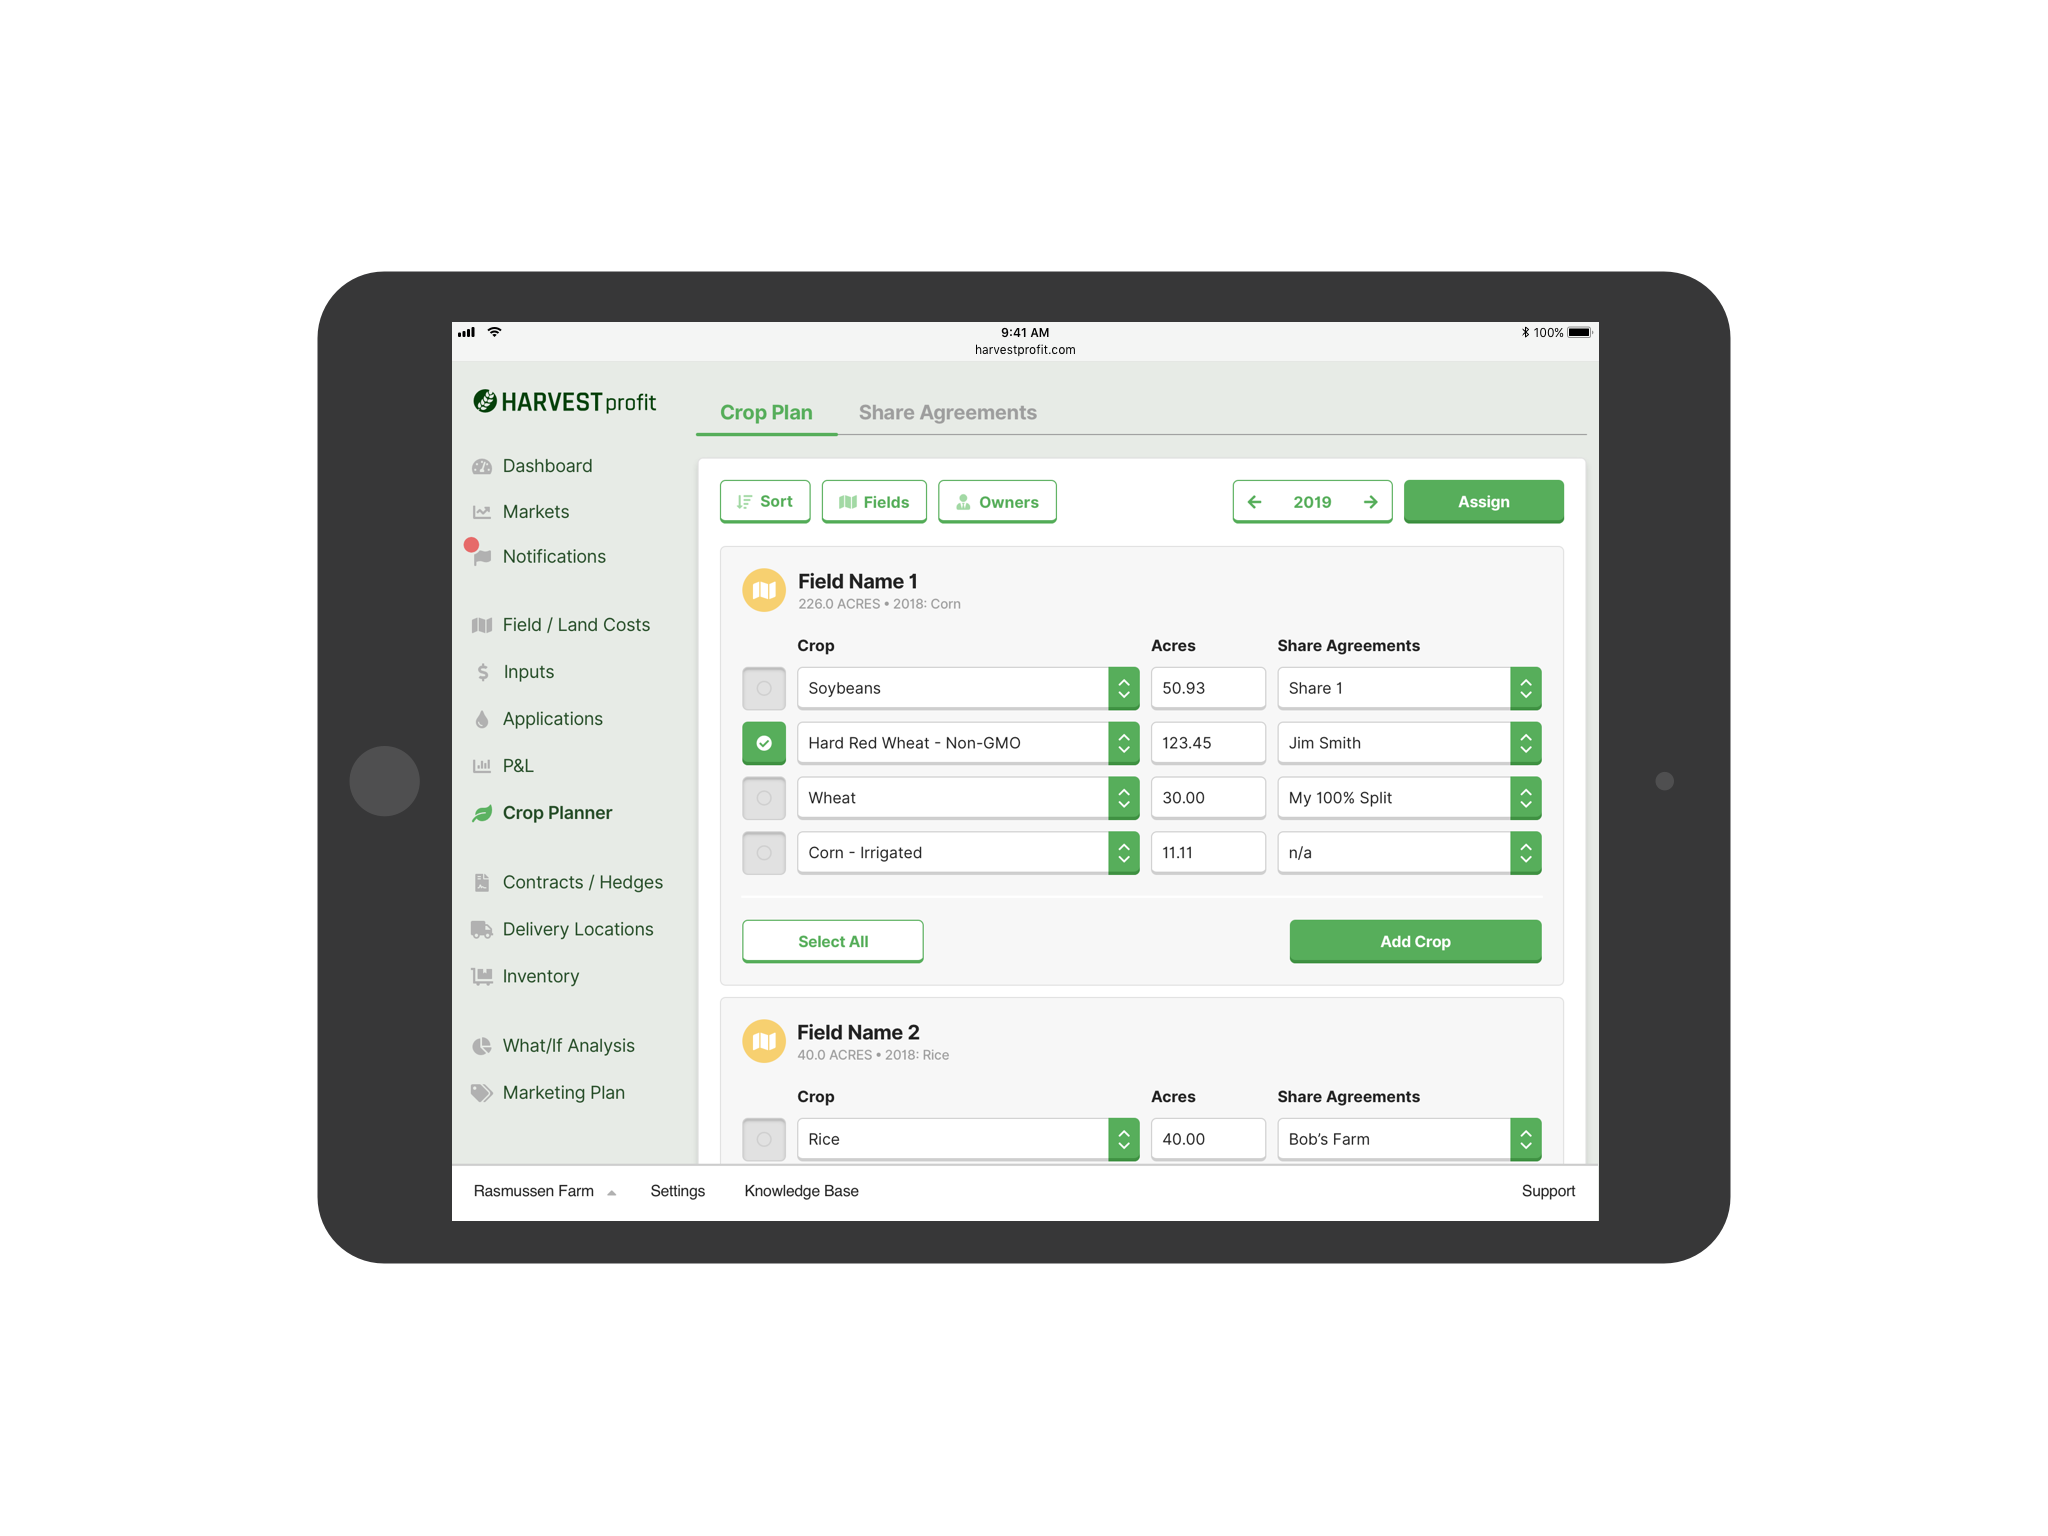 9:41 AM
100%
harvestprofit.com
HARVEST profit
Crop Plan
Share Agreements
Dashboard
Markets
Notifications
Field / Land Costs
Inputs
Applications
P&L
Crop Planner
Contracts / Hedges
Delivery Locations
Inventory
What/If Analysis
Marketing Plan
Sort
Fields
Owners
2019
Assign
Field Name 1
226.0 ACRES • 2018: Corn
Crop
Acres
Share Agreements
Soybeans
50.93
Share 1
Hard Red Wheat - Non-GMO
123.45
Jim Smith
Wheat
30.00
My 100% Split
Corn - Irrigated
11.11
n/a
Select All
Add Crop
Field Name 2
40.0 ACRES • 2018: Rice
Crop
Acres
Share Agreements
Rice
40.00
Bob’s Farm
Rasmussen Farm
Settings
Knowledge Base
Support